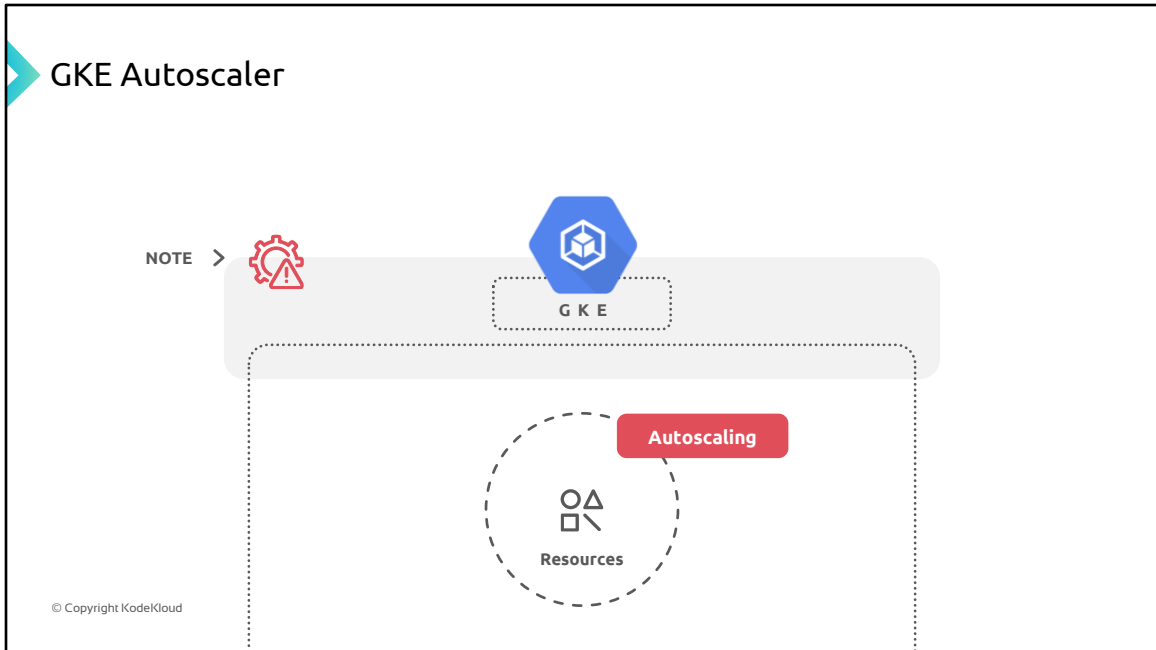 GKE Autoscaler
NOTE
G K E
Autoscaling
Resources
© Copyright KodeKloud